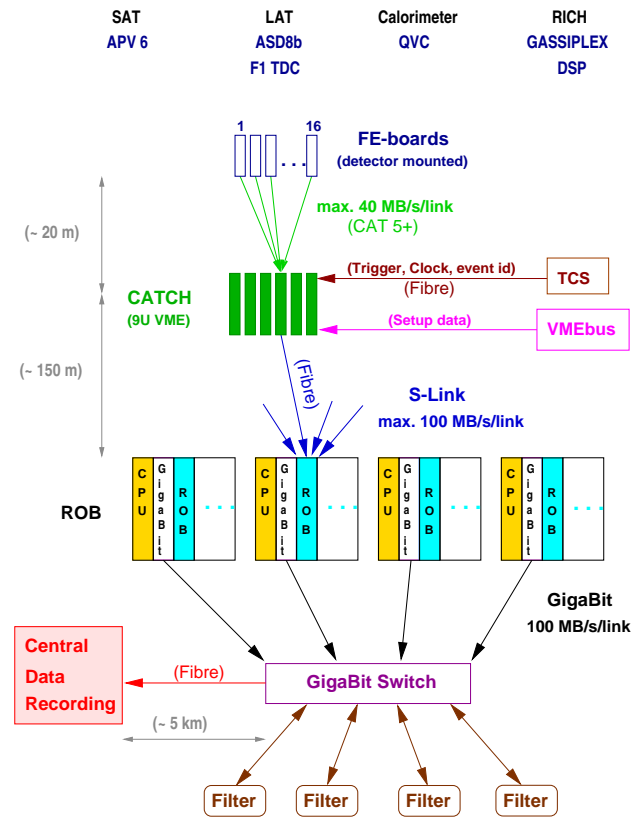 SAT LAT Calorimeter RICH
APV 6 ASD8b QVC GASSIPLEX
F1 TDC DSP
1 16
FE-boards
. . .
(detector mounted)
max. 40 MB/s/link
(~ 20 m)
(CAT 5+)
(Trigger, Clock, event id)
TCS
(Fibre)
CATCH
(9U VME)
(Setup data)
VMEbus
(~ 150 m)
(Fibre)
S-Link
max. 100 MB/s/link
ROB
CPU GigaBit ROB . . .
CPU GigaBit ROB . . .
CPU GigaBit ROB . . .
CPU GigaBit ROB . . .
GigaBit
100 MB/s/link
Central
Data
Recording
(Fibre)
GigaBit Switch
(~ 5 km)
Filter Filter Filter Filter